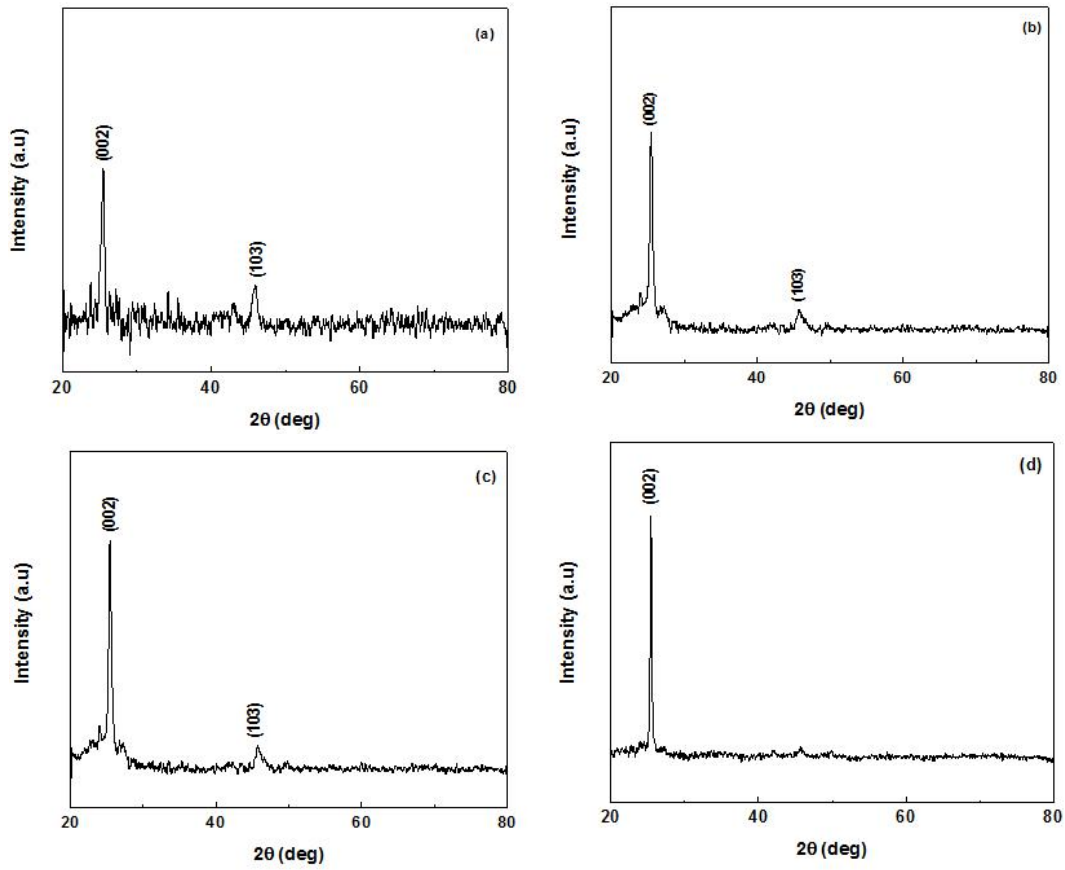 (a)
(002)
(103)
Intensity (a.u)
20
40
60
80
2θ (deg)
(b)
(002)
(103)
Intensity (a.u)
20
40
60
80
2θ (deg)
(c)
(002)
(103)
Intensity (a.u)
20
40
60
80
2θ (deg)
(d)
(002)
Intensity (a.u)
20
40
60
80
2θ (deg)